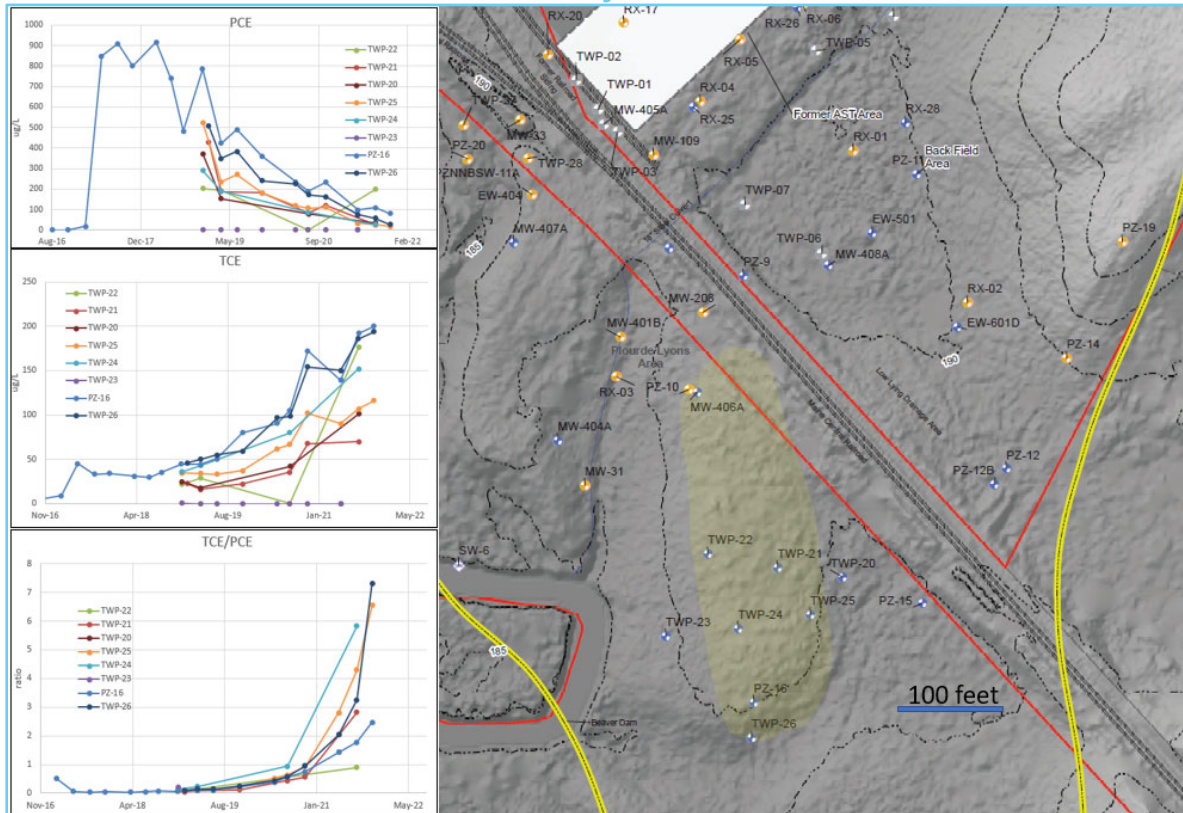 PCE
1000
900
800
700
600
500
400
300
200
100
0
ug/L
Aug-16
Dec-17
May-19
Sep-20
Feb-22
TWP-22
TWP-21
TWP-20
TWP-25
TWP-24
TWP-23
PZ-16
TWP-26
TCE
250
200
150
100
50
0
ug/L
Nov-16
Apr-18
Aug-19
Jan-21
May-22
TWP-22
TWP-21
TWP-20
TWP-25
TWP-24
TWP-23
PZ-16
TWP-26
TCE/PCE
8
7
6
5
4
3
2
1
0
ratio
Nov-16
Apr-18
Aug-19
Jan-21
May-22
TWP-22
TWP-21
TWP-20
TWP-25
TWP-24
TWP-23
PZ-16
TWP-26
RX-20
RX-17
RX-26
RX-06
TWP-05
RX-05
TWP-02
190
TWP-01
MW-405A
RX-04
RX-25
Former AST Area
RX-28
MW-33
PZ-20
TWP-28
TWP-03
MW-109
RX-01
PZ-11
Back Field
Area
PZNNBSW-11A
EW-404
TWP-07
185
MW-407A
EW-501
TWP-06
MW-408A
PZ-19
PZ-9
MW-208
RX-02
EW-601D
MW-401B
Plourde Lyons
Area
190
PZ-14
RX-03
PZ-10
MW-406A
Low Lying Drainage Area
Maine Central Railroad
MW-404A
MW-31
PZ-12
PZ-12B
SW-6
TWP-22
TWP-21
TWP-20
TWP-25
PZ-15
TWP-24
TWP-23
185
PZ-16
100 feet
Beaver Dam
TWP-26